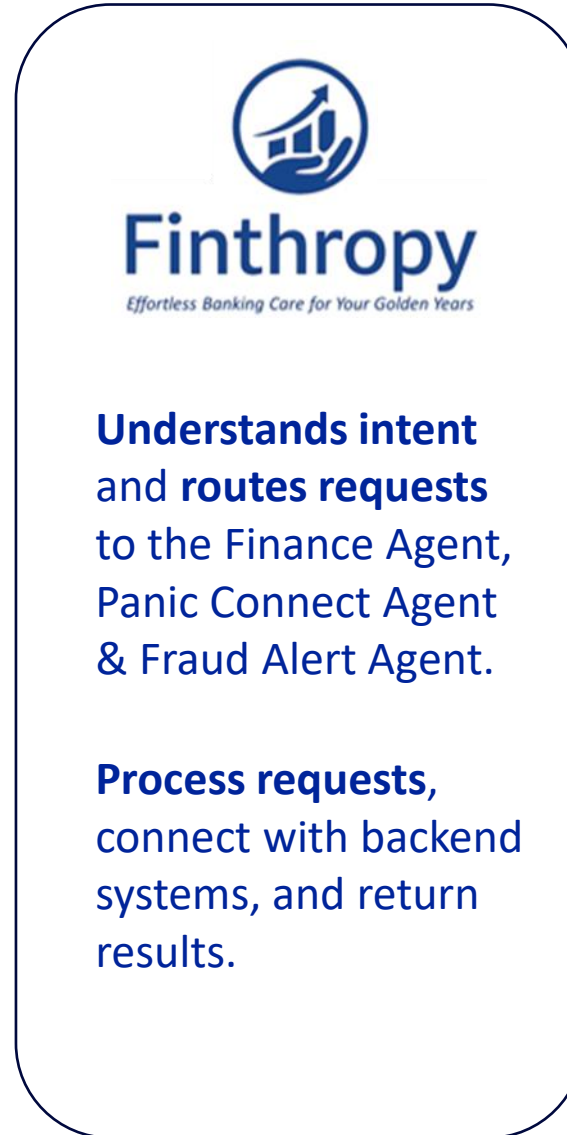 Finthropy
Effortless Banking Care for Your Golden Years
Understands intent
and routes requests
to the Finance Agent,
Panic Connect Agent
& Fraud Alert Agent.
Process requests,
connect with backend
systems, and return
results.